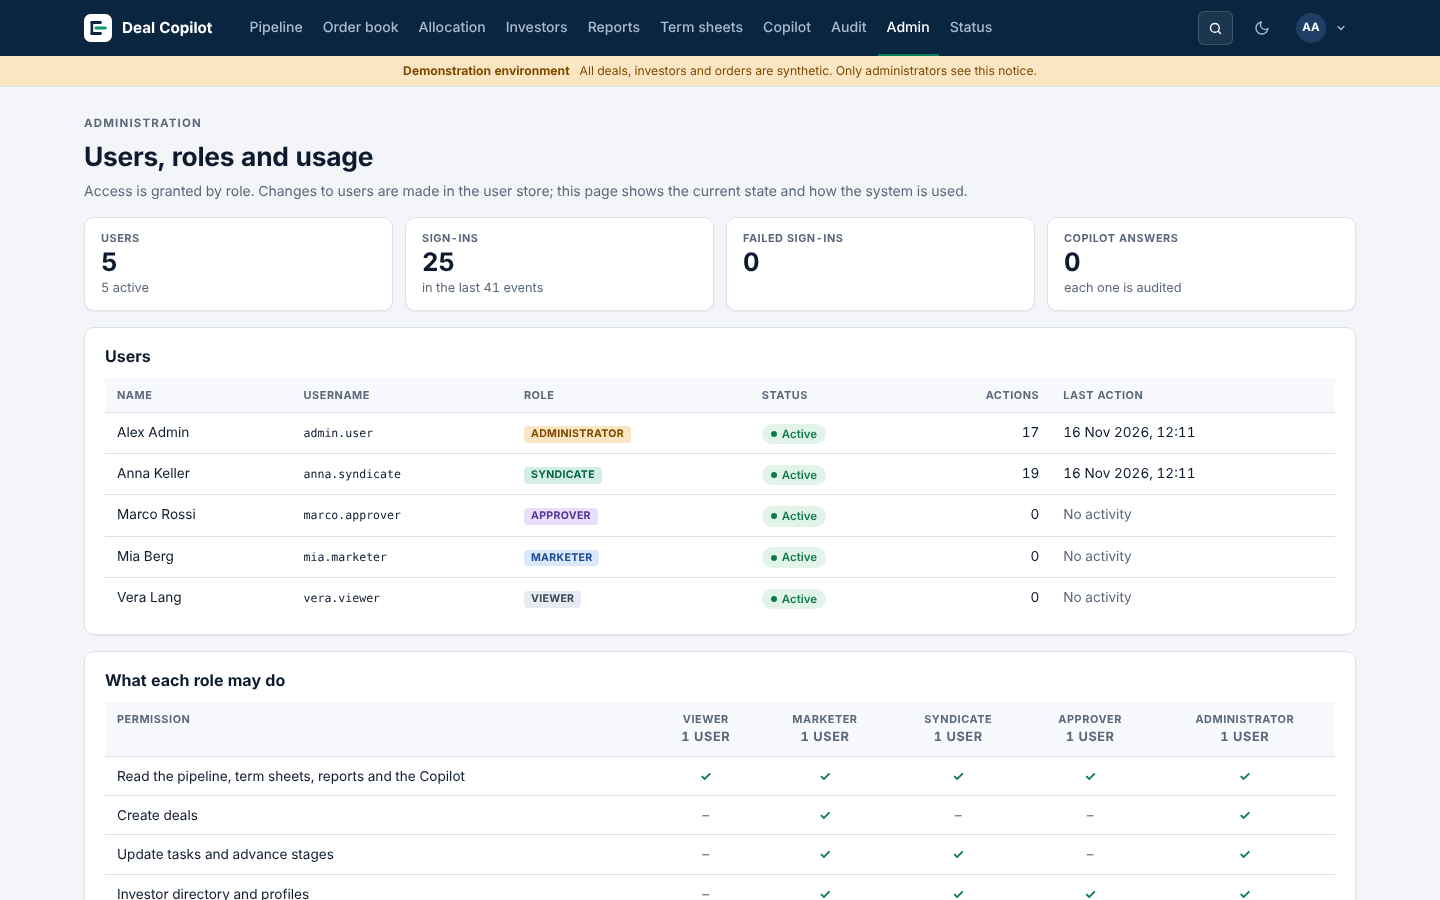 Deal Copilot Pipeline Order book Allocation Investors Reports Term sheets Copilot Audit Admin Status AA
Demonstration environment All deals, investors and orders are synthetic. Only administrators see this notice.
ADMINISTRATION
Users, roles and usage
Access is granted by role. Changes to users are made in the user store; this page shows the current state and how the system is used.
USERS
5
5 active
SIGN-INS
25
in the last 41 events
FAILED SIGN-INS
0
COPILOT ANSWERS
0
each one is audited
Users
NAME USERNAME ROLE STATUS ACTIONS LAST ACTION
Alex Admin admin.user ADMINISTRATOR Active 17 16 Nov 2026, 12:11
Anna Keller anna.syndicate SYNDICATE Active 19 16 Nov 2026, 12:11
Marco Rossi marco.approver APPROVER Active 0 No activity
Mia Berg mia.marketer MARKETER Active 0 No activity
Vera Lang vera.viewer VIEWER Active 0 No activity
What each role may do
PERMISSION VIEWER MARKETER SYNDICATE APPROVER ADMINISTRATOR
1 USER 1 USER 1 USER 1 USER 1 USER
Read the pipeline, term sheets, reports and the Copilot ✓ ✓ ✓ ✓ ✓
Create deals – ✓ – – ✓
Update tasks and advance stages – ✓ ✓ – ✓
Investor directory and profiles – ✓ ✓ ✓ ✓